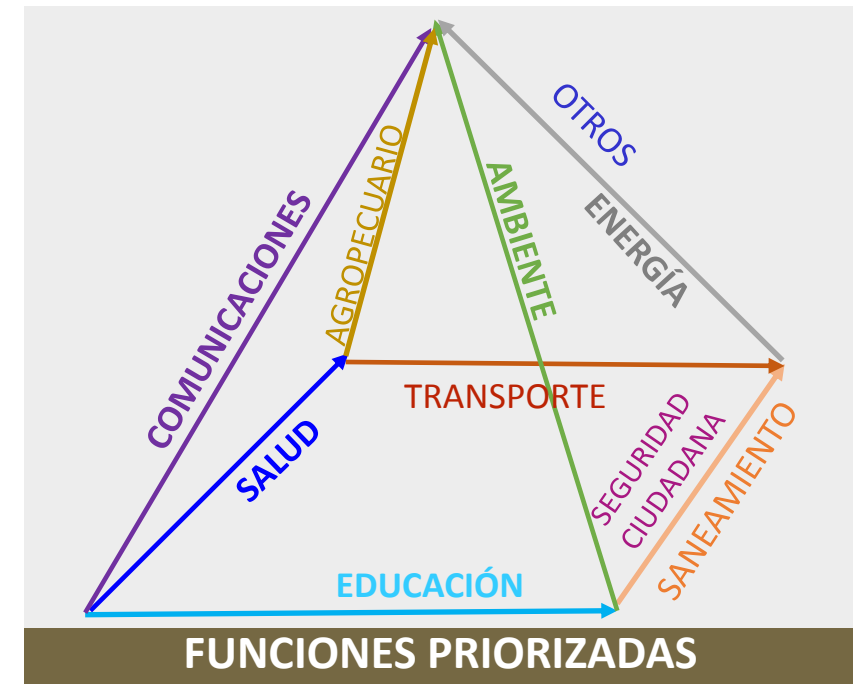 OTROS
ENERGÍA
AMBIENTE
AGROPECUARIO
COMUNICACIONES
SALUD
TRANSPORTE
SEGURIDAD
CIUDADANA
SANEAMIENTO
EDUCACIÓN
FUNCIONES PRIORIZADAS